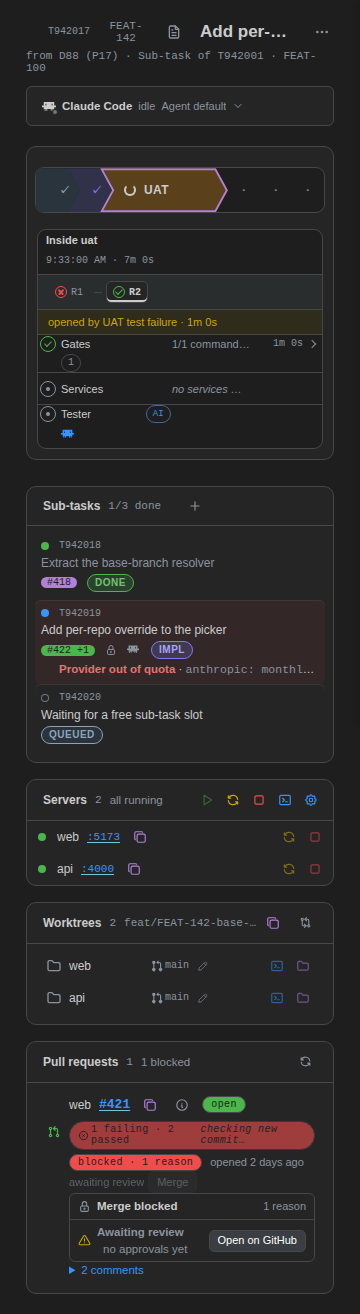 T942017 FEAT-142 Add per-…
from D88 (P17) · Sub-task of T942001 · FEAT-
100
Claude Code idle Agent default
UAT
Inside uat
9:33:00 AM · 7m 0s
R1 — R2
opened by UAT test failure · 1m 0s
Gates 1/1 command… 1m 0s
1
Services no services …
Tester AI
Sub-tasks 1/3 done
T942018
Extract the base-branch resolver
#418 DONE
T942019
Add per-repo override to the picker
#422 +1 IMPL
Provider out of quota · anthropic: monthl…
T942020
Waiting for a free sub-task slot
QUEUED
Servers 2 all running
web :5173
api :4000
Worktrees 2 feat/FEAT-142-base-…
web main
api main
Pull requests 1 1 blocked
web #421 open
1 failing · 2 passed checking new commit…
blocked · 1 reason opened 2 days ago
awaiting review Merge
Merge blocked 1 reason
Awaiting review
no approvals yet Open on GitHub
2 comments